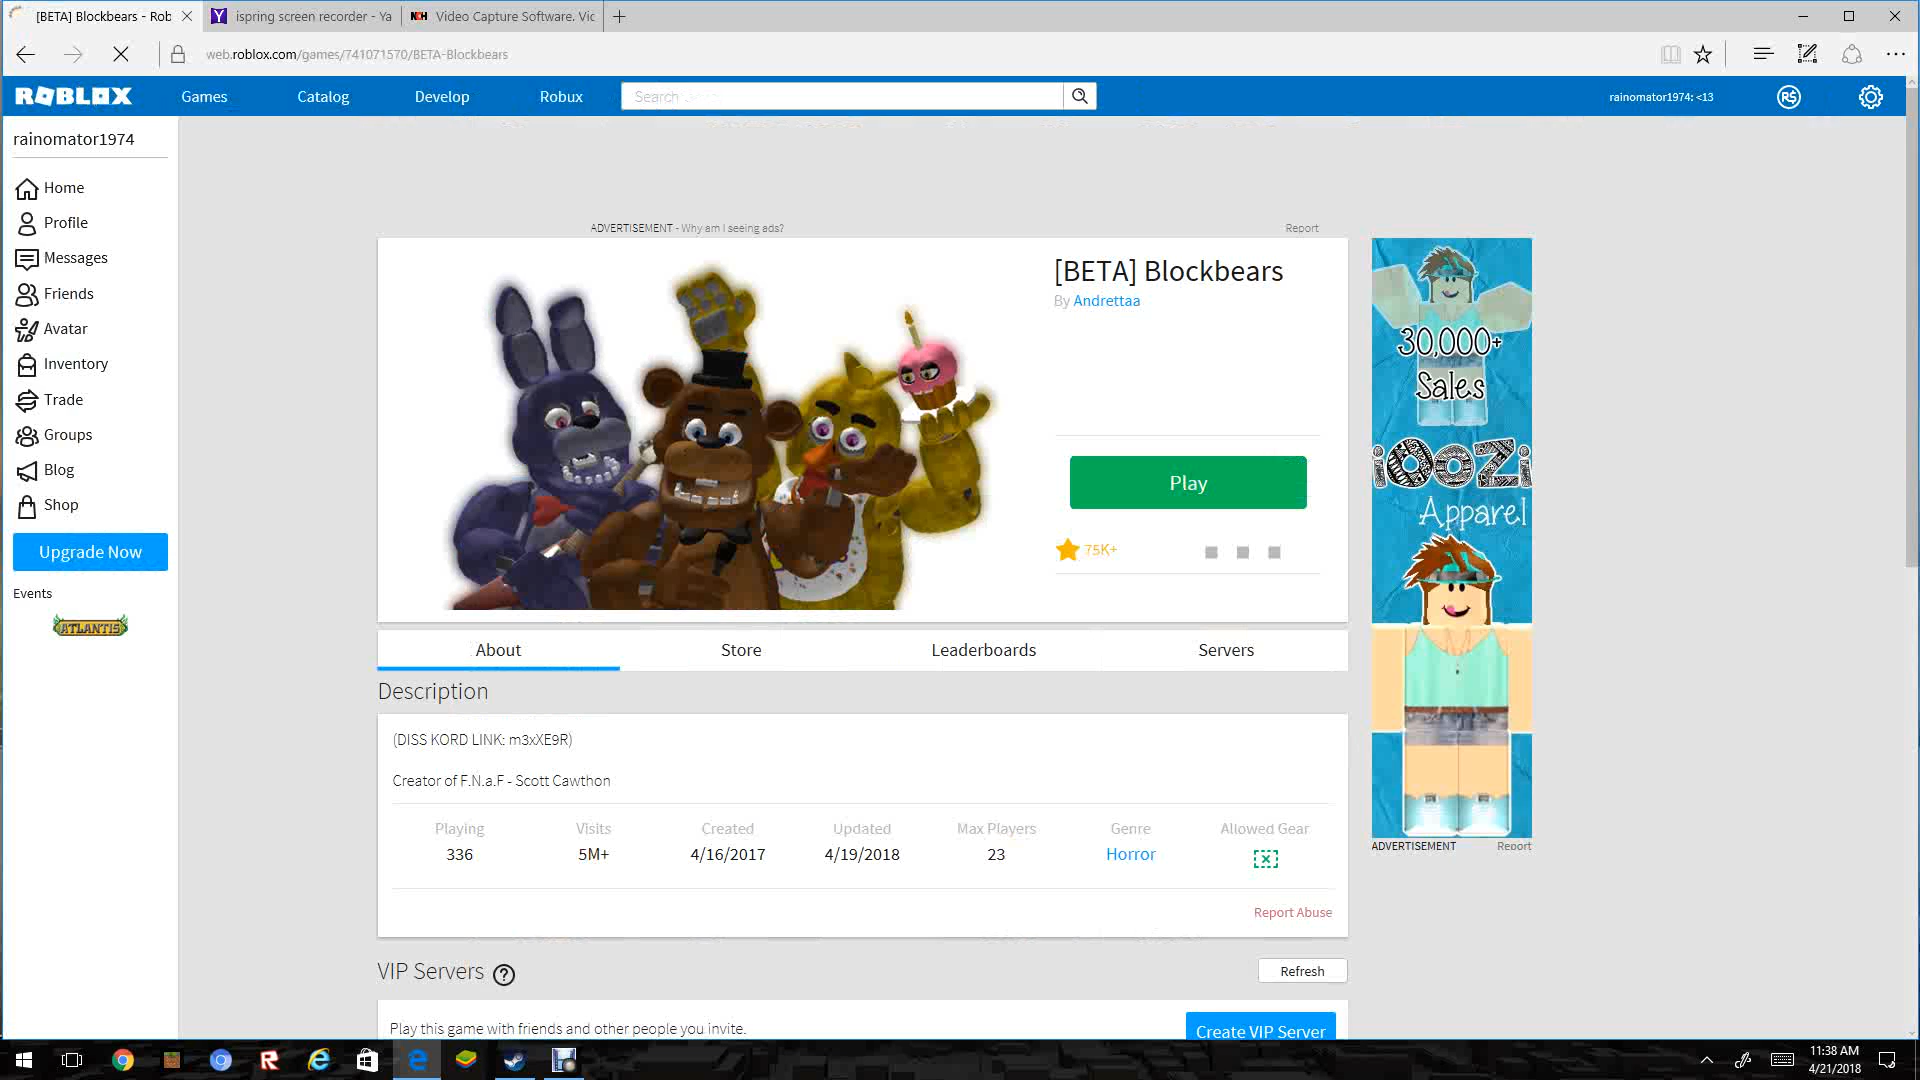 [BETA] Blockbears - Rob
ispring screen recorder - Ya
NCH Video Capture Software. Vic
web.roblox.com/games/741071570/BETA-Blockbears
ROBLOX
Games
Catalog
Develop
Robux
Search
rainomator1974: <13
R$
rainomator1974
Home
Profile
Messages
Friends
Avatar
Inventory
Trade
Groups
Blog
Shop
Upgrade Now
Events
ATLANTIS
ADVERTISEMENT - Why am I seeing ads?
Report
[BETA] Blockbears
By Andrettaa
Play
75K+
About
Store
Leaderboards
Servers
Description
(DISS KORD LINK: m3xXE9R)
Creator of F.N.a.F - Scott Cawthon
Playing
Visits
Created
Updated
Max Players
Genre
Allowed Gear
336
5M+
4/16/2017
4/19/2018
23
Horror
Report Abuse
VIP Servers
Refresh
Play this game with friends and other people you invite.
Create VIP Server
30,000+
Sales
iOoZi
Apparel
ADVERTISEMENT
Report
11:38 AM
4/21/2018